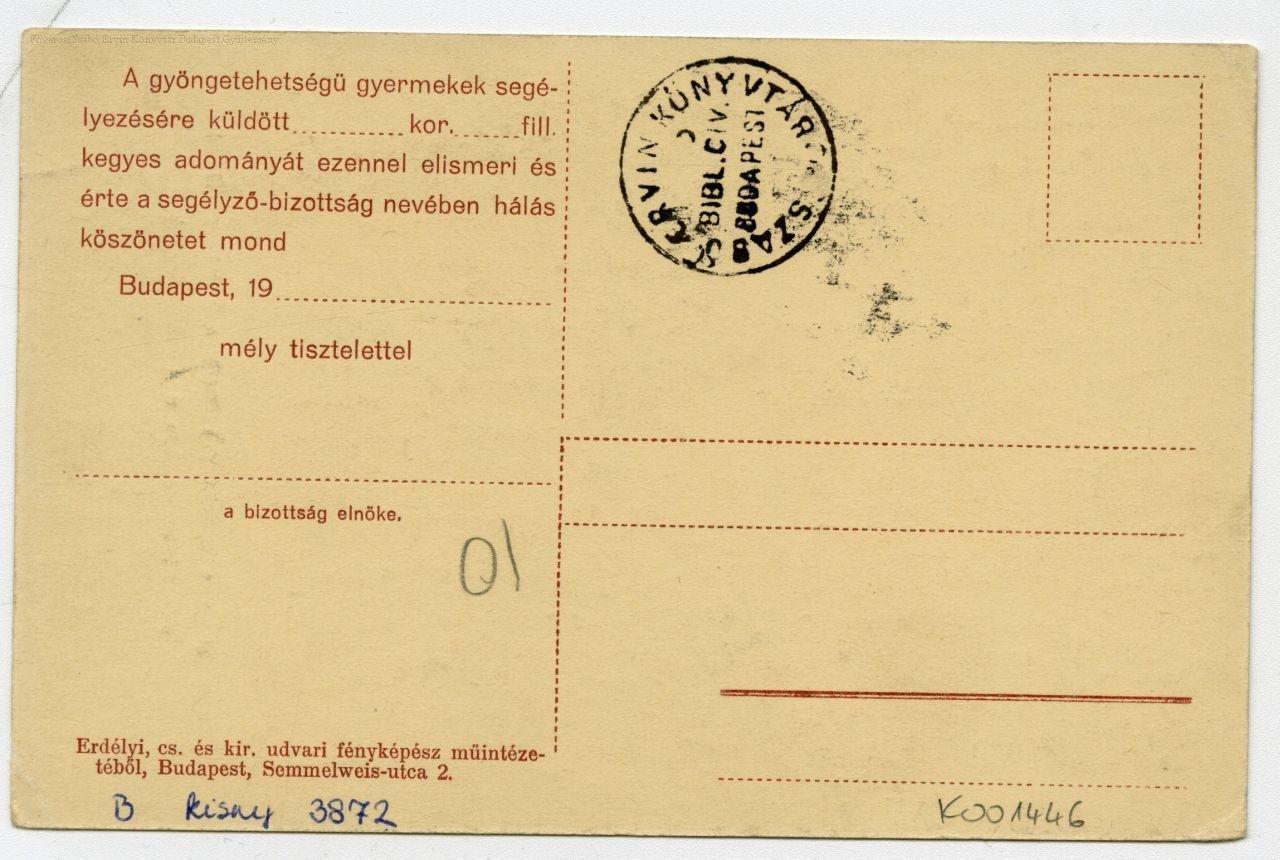 Fővárosi Szabó Ervin Könyvtár Budapest Gyűjtemény
A gyöngetehetségü gyermekek segé-
lyezésére küldött.......... kor.......fill.
kegyes adományát ezennel elismeri és
érte a segélyző-bizottság nevében hálás
köszönetet mond
Budapest, 19
mély tisztelettel
a bizottság elnöke.
01
Erdélyi, cs. és kir. udvari fényképész műintéze-
téből, Budapest, Semmelweis-utca 2.
B kisny 3872
ERVIN KÖNYVTÁR
BIBL.CIV.
BUDAPEST
K001446